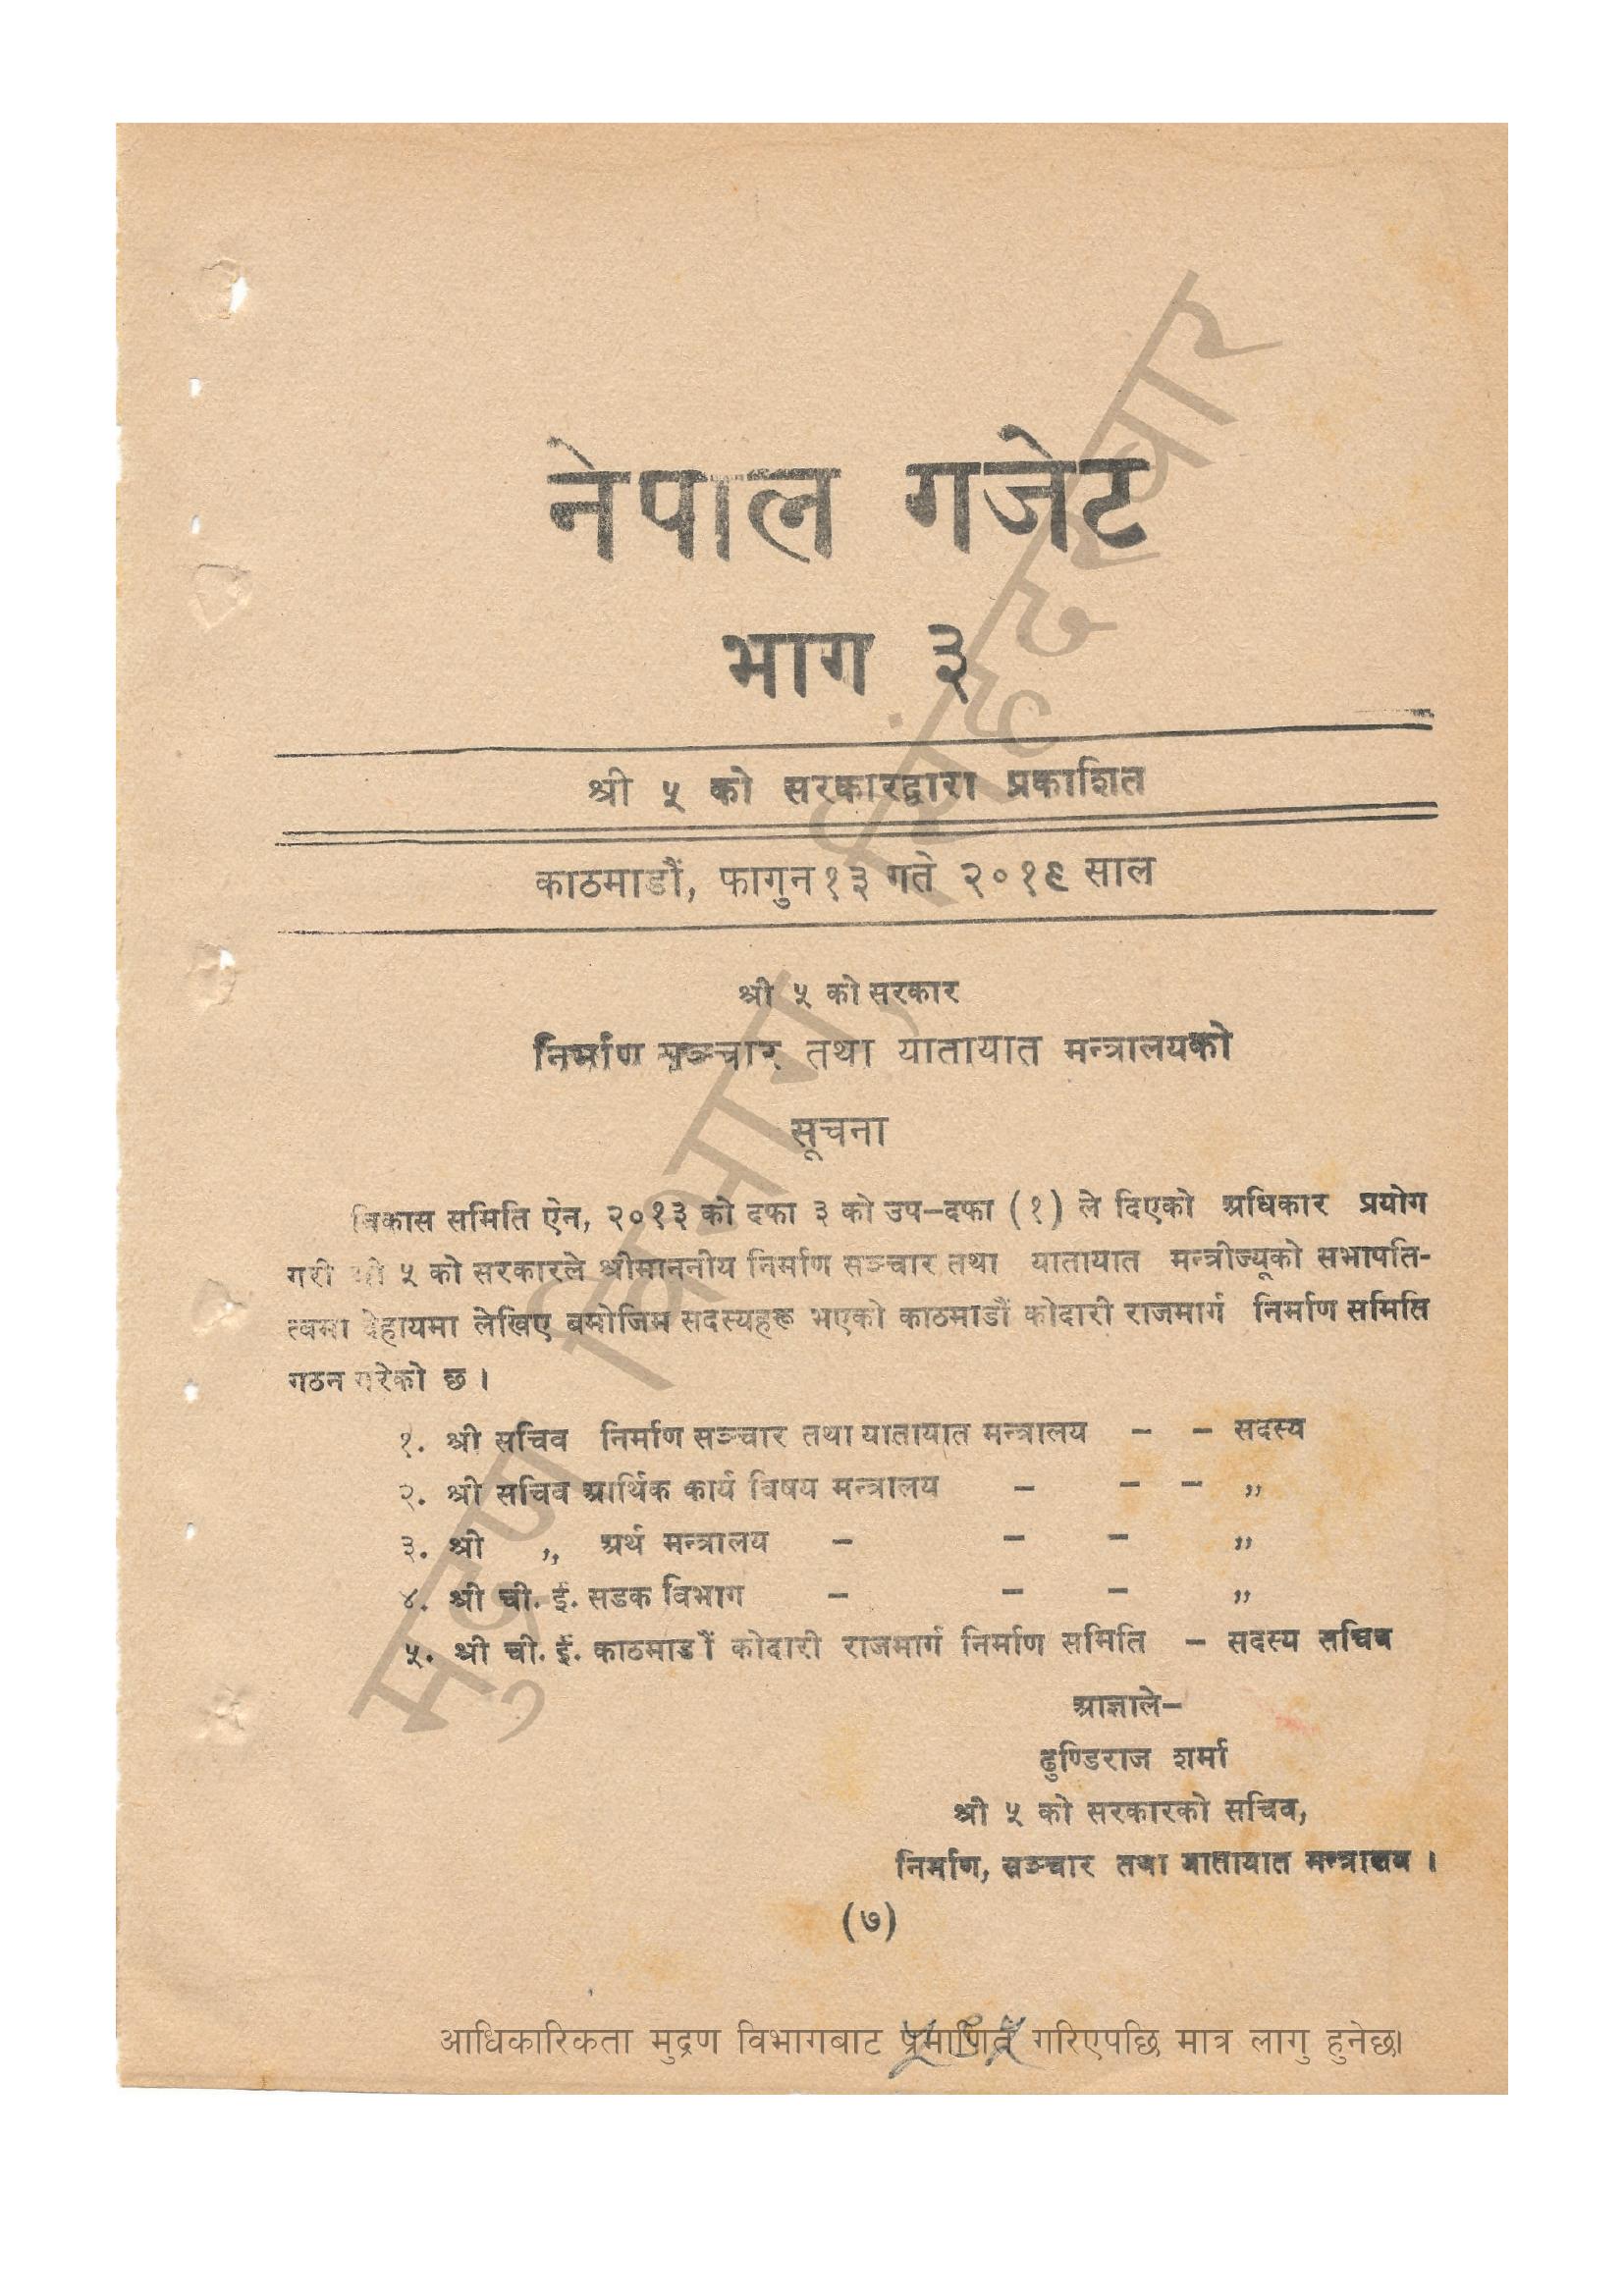 नेपाल गजेट
भाग ३
श्री ५ को सरकारद्वारा प्रकाशित
काठमाडौं, फागुन १३ गते २०१९ साल
श्री ५ को सरकार
निर्माण सञ्चार तथा यातायात मन्त्रालयको
सूचना
विकास समिति ऐन, २०१३ को दफा ३ को उप–दफा (१) ले दिएको अधिकार प्रयोग
गरी श्री ५ को सरकारले श्रीमाननीय निर्माण सञ्चार तथा यातायात मन्त्रीज्यूको सभापति-
त्वमा देहायमा लेखिए बमोजिम सदस्यहरू भएको काठमाडौं कोदारी राजमार्ग निर्माण समिति
गठन गरेको छ ।
१. श्री सचिव निर्माण सञ्चार तथा यातायात मन्त्रालय – – सदस्य
२. श्री सचिव आर्थिक कार्य विषय मन्त्रालय – – – ,,
३. श्री ,, अर्थ मन्त्रालय – – – ,,
४. श्री ची. ई. सडक विभाग – – – ,,
५. श्री ची. ई. काठमाडौं कोदारी राजमार्ग निर्माण समिति – सदस्य सचिव
आज्ञाले–
ढुण्डिराज शर्मा
श्री ५ को सरकारको सचिव,
निर्माण, सञ्चार तथा यातायात मन्त्रालय ।
(७)
मुद्रण विभाग, सिंहदरबार
आधिकारिकता मुद्रण विभागबाट प्रमाणित गरिएपछि मात्र लागु हुनेछ।